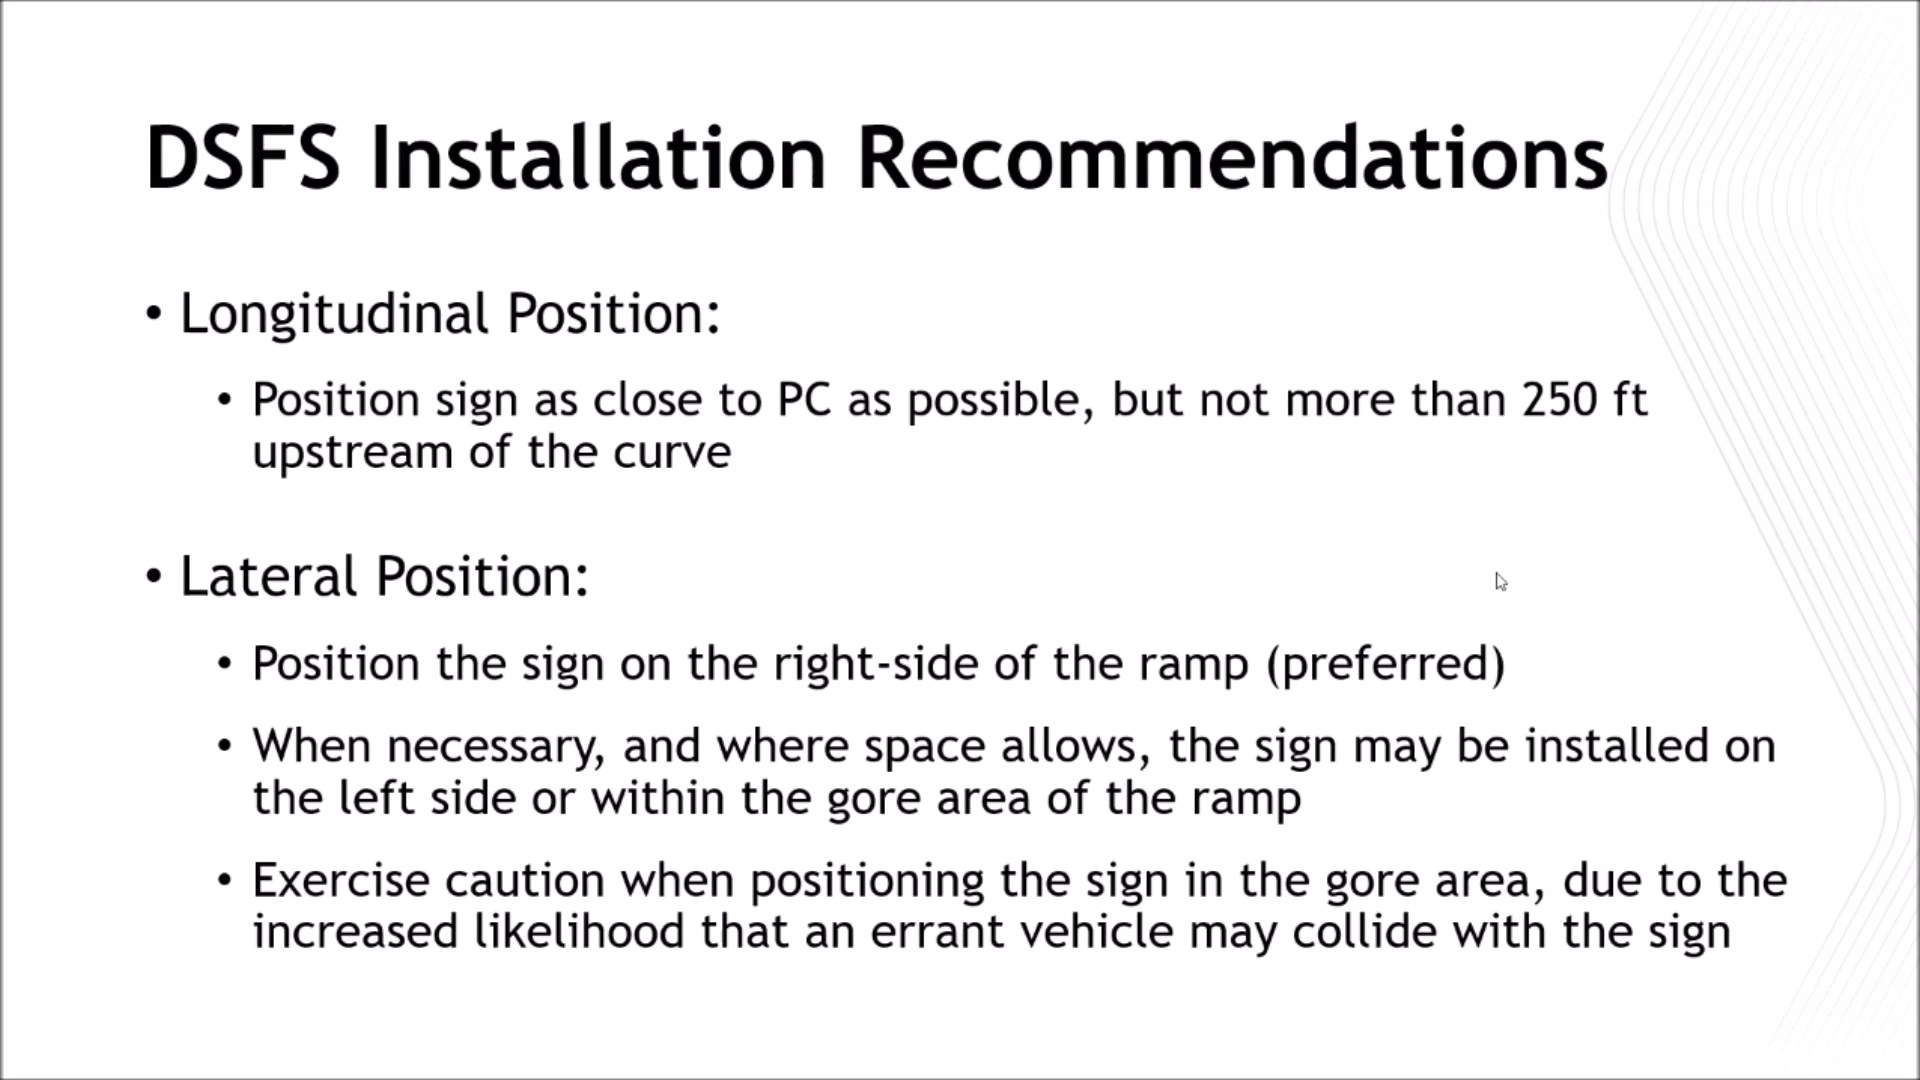 DSFS Installation Recommendations
• Longitudinal Position:
• Position sign as close to PC as possible, but not more than 250 ft
upstream of the curve
• Lateral Position:
• Position the sign on the right-side of the ramp (preferred)
• When necessary, and where space allows, the sign may be installed on
the left side or within the gore area of the ramp
• Exercise caution when positioning the sign in the gore area, due to the
increased likelihood that an errant vehicle may collide with the sign